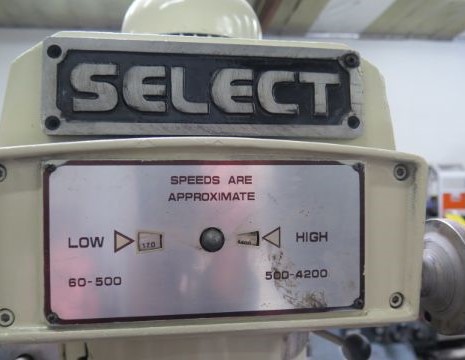 SELECT
SPEEDS ARE
APPROXIMATE
LOW HIGH
60-500 500-4200